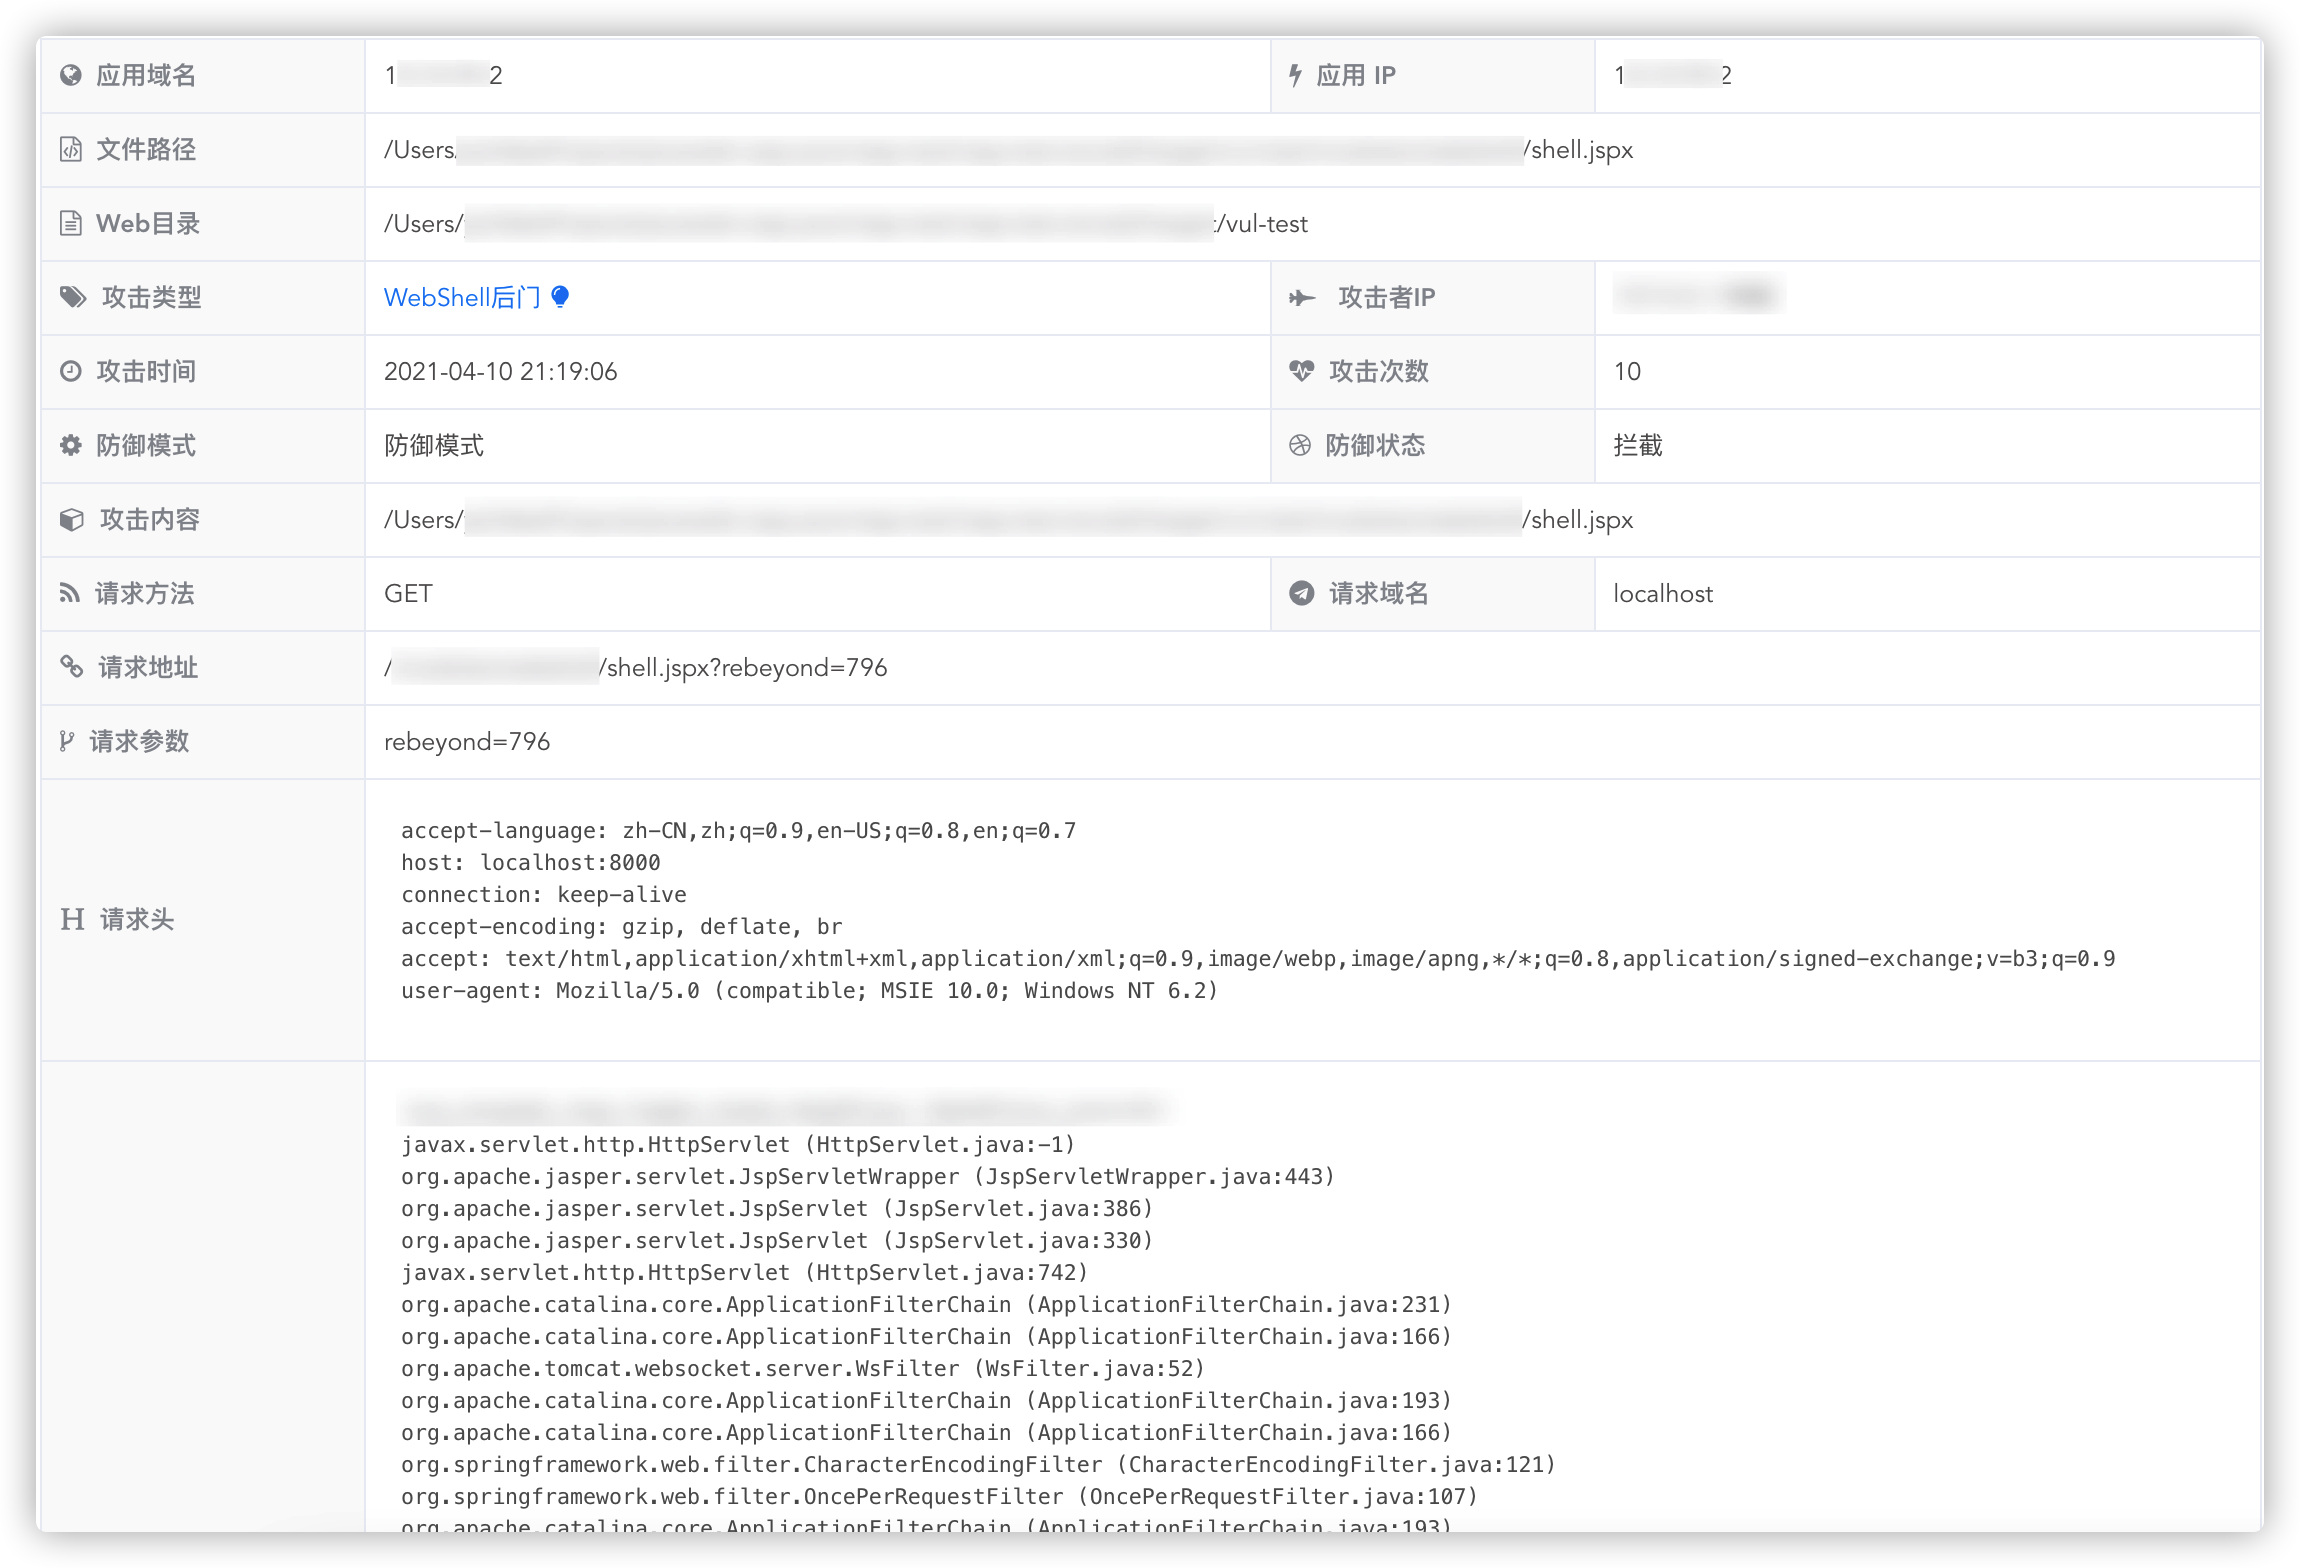 应用域名 1 2 应用 IP 1 2
文件路径 /Users/ /shell.jspx
Web目录 /Users/ /vul-test
攻击类型 WebShell后门 攻击者IP
攻击时间 2021-04-10 21:19:06 攻击次数 10
防御模式 防御模式 防御状态 拦截
攻击内容 /Users/ /shell.jspx
请求方法 GET 请求域名 localhost
请求地址 / /shell.jspx?rebeyond=796
请求参数 rebeyond=796
请求头
accept-language: zh-CN,zh;q=0.9,en-US;q=0.8,en;q=0.7
host: localhost:8000
connection: keep-alive
accept-encoding: gzip, deflate, br
accept: text/html,application/xhtml+xml,application/xml;q=0.9,image/webp,image/apng,*/*;q=0.8,application/signed-exchange;v=b3;q=0.9
user-agent: Mozilla/5.0 (compatible; MSIE 10.0; Windows NT 6.2)
javax.servlet.http.HttpServlet (HttpServlet.java:-1)
org.apache.jasper.servlet.JspServletWrapper (JspServletWrapper.java:443)
org.apache.jasper.servlet.JspServlet (JspServlet.java:386)
org.apache.jasper.servlet.JspServlet (JspServlet.java:330)
javax.servlet.http.HttpServlet (HttpServlet.java:742)
org.apache.catalina.core.ApplicationFilterChain (ApplicationFilterChain.java:231)
org.apache.catalina.core.ApplicationFilterChain (ApplicationFilterChain.java:166)
org.apache.tomcat.websocket.server.WsFilter (WsFilter.java:52)
org.apache.catalina.core.ApplicationFilterChain (ApplicationFilterChain.java:193)
org.apache.catalina.core.ApplicationFilterChain (ApplicationFilterChain.java:166)
org.springframework.web.filter.CharacterEncodingFilter (CharacterEncodingFilter.java:121)
org.springframework.web.filter.OncePerRequestFilter (OncePerRequestFilter.java:107)
org.apache.catalina.core.ApplicationFilterChain (ApplicationFilterChain.java:193)